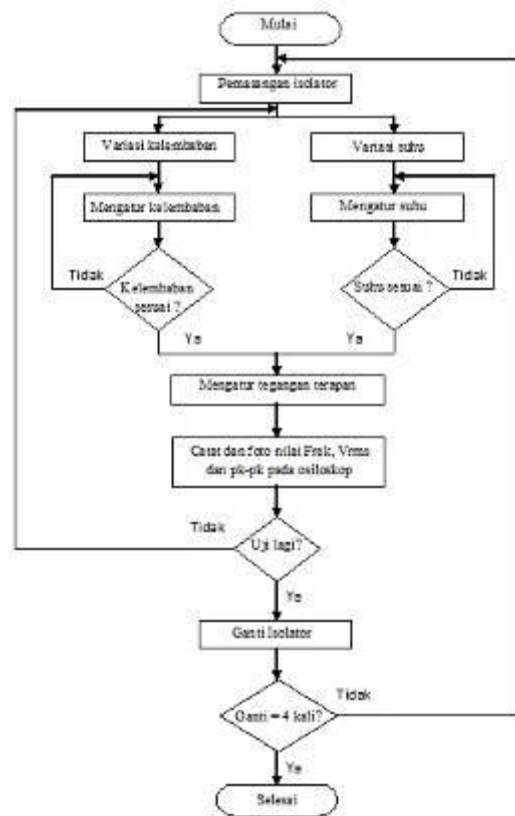 Mulai
Pemasangan isolator
Variasi kelembaban
Variasi suhu
Mengatur kelembaban
Mengatur suhu
Tidak
Kelembaban
sesuai ?
Suhu sesuai ?
Tidak
Ya
Ya
Mengatur tegangan terapan
Catat dan foto nilai Frek, Vrms
dan pk-pk pada osiloskop
Tidak
Uji lagi?
Ya
Ganti Isolator
Ganti = 4 kali?
Tidak
Ya
Selesai